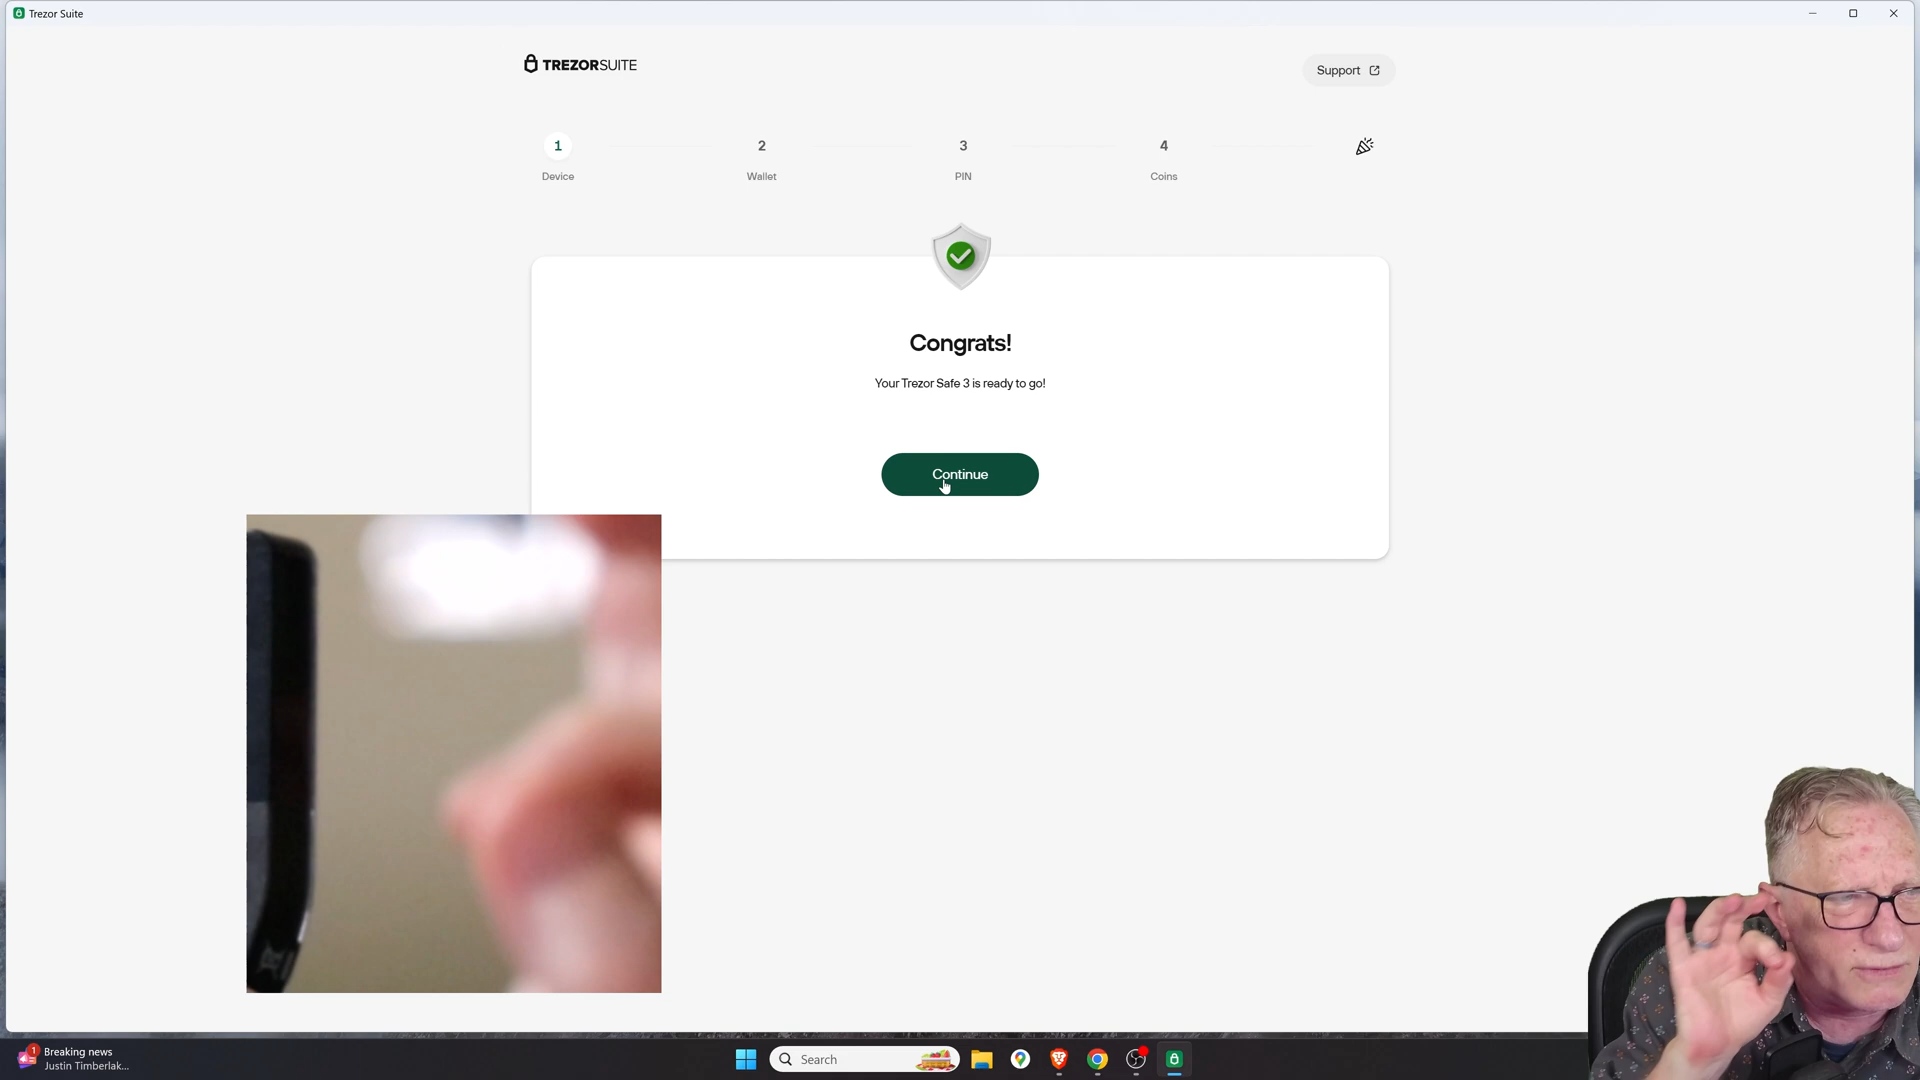 Trezor Suite
TREZORSUITE
Support
1
2
3
4
Device
Wallet
PIN
Coins
Congrats!
Your Trezor Safe 3 is ready to go!
Continue
1
Breaking news
Justin Timberlak...
Search